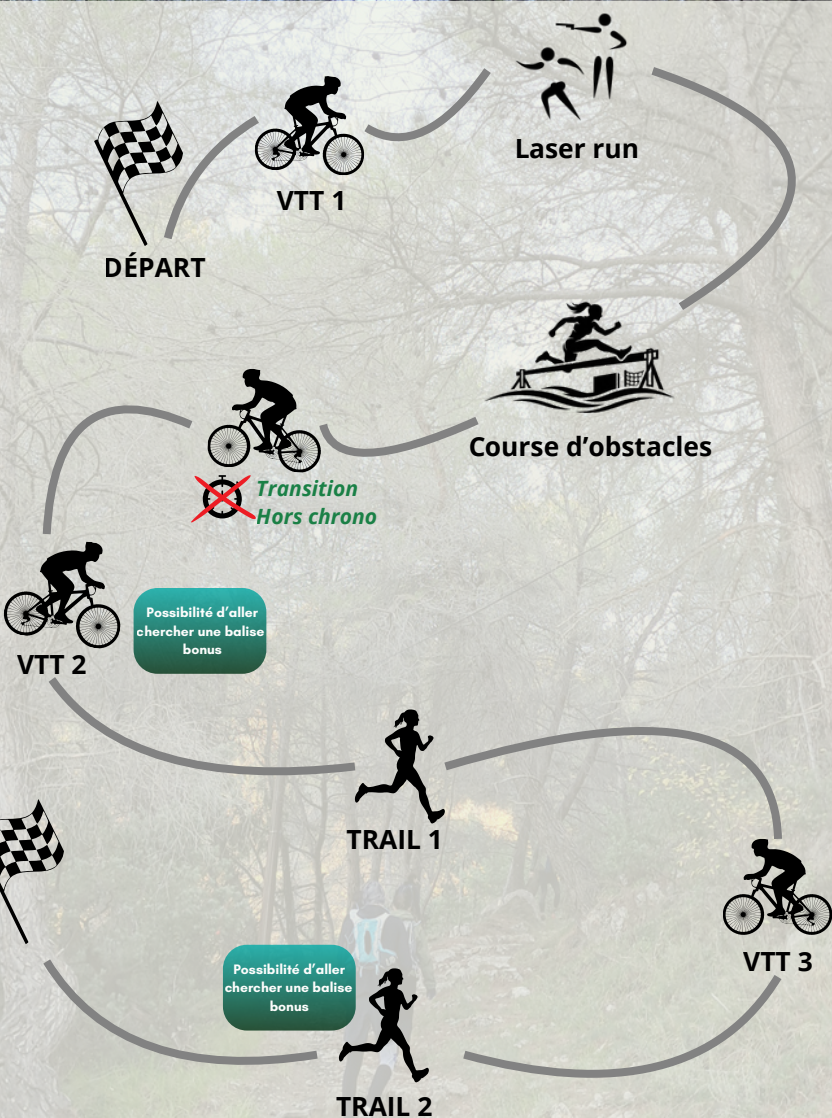 Laser run
VTT 1
DÉPART
Course d’obstacles
Transition
Hors chrono
Possibilité d’aller
chercher une balise
bonus
VTT 2
TRAIL 1
VTT 3
Possibilité d’aller
chercher une balise
bonus
TRAIL 2